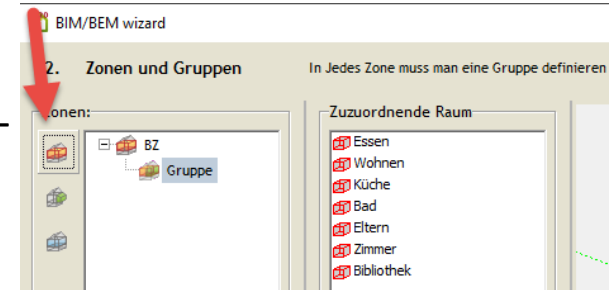 BIM/BEM wizard
2. Zonen und Gruppen In Jedes Zone muss man eine Gruppe definieren
onen:
BZ
Gruppe
Zuzuordnende Raum
Essen
Wohnen
Küche
Bad
Eltern
Zimmer
Bibliothek